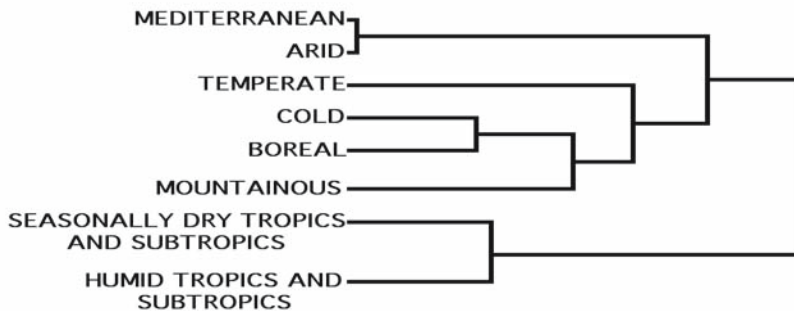 MEDITERRANEAN
ARID
TEMPERATE
COLD
BOREAL
MOUNTAINOUS
SEASONALLY DRY TROPICS
AND SUBTROPICS
HUMID TROPICS AND
SUBTROPICS